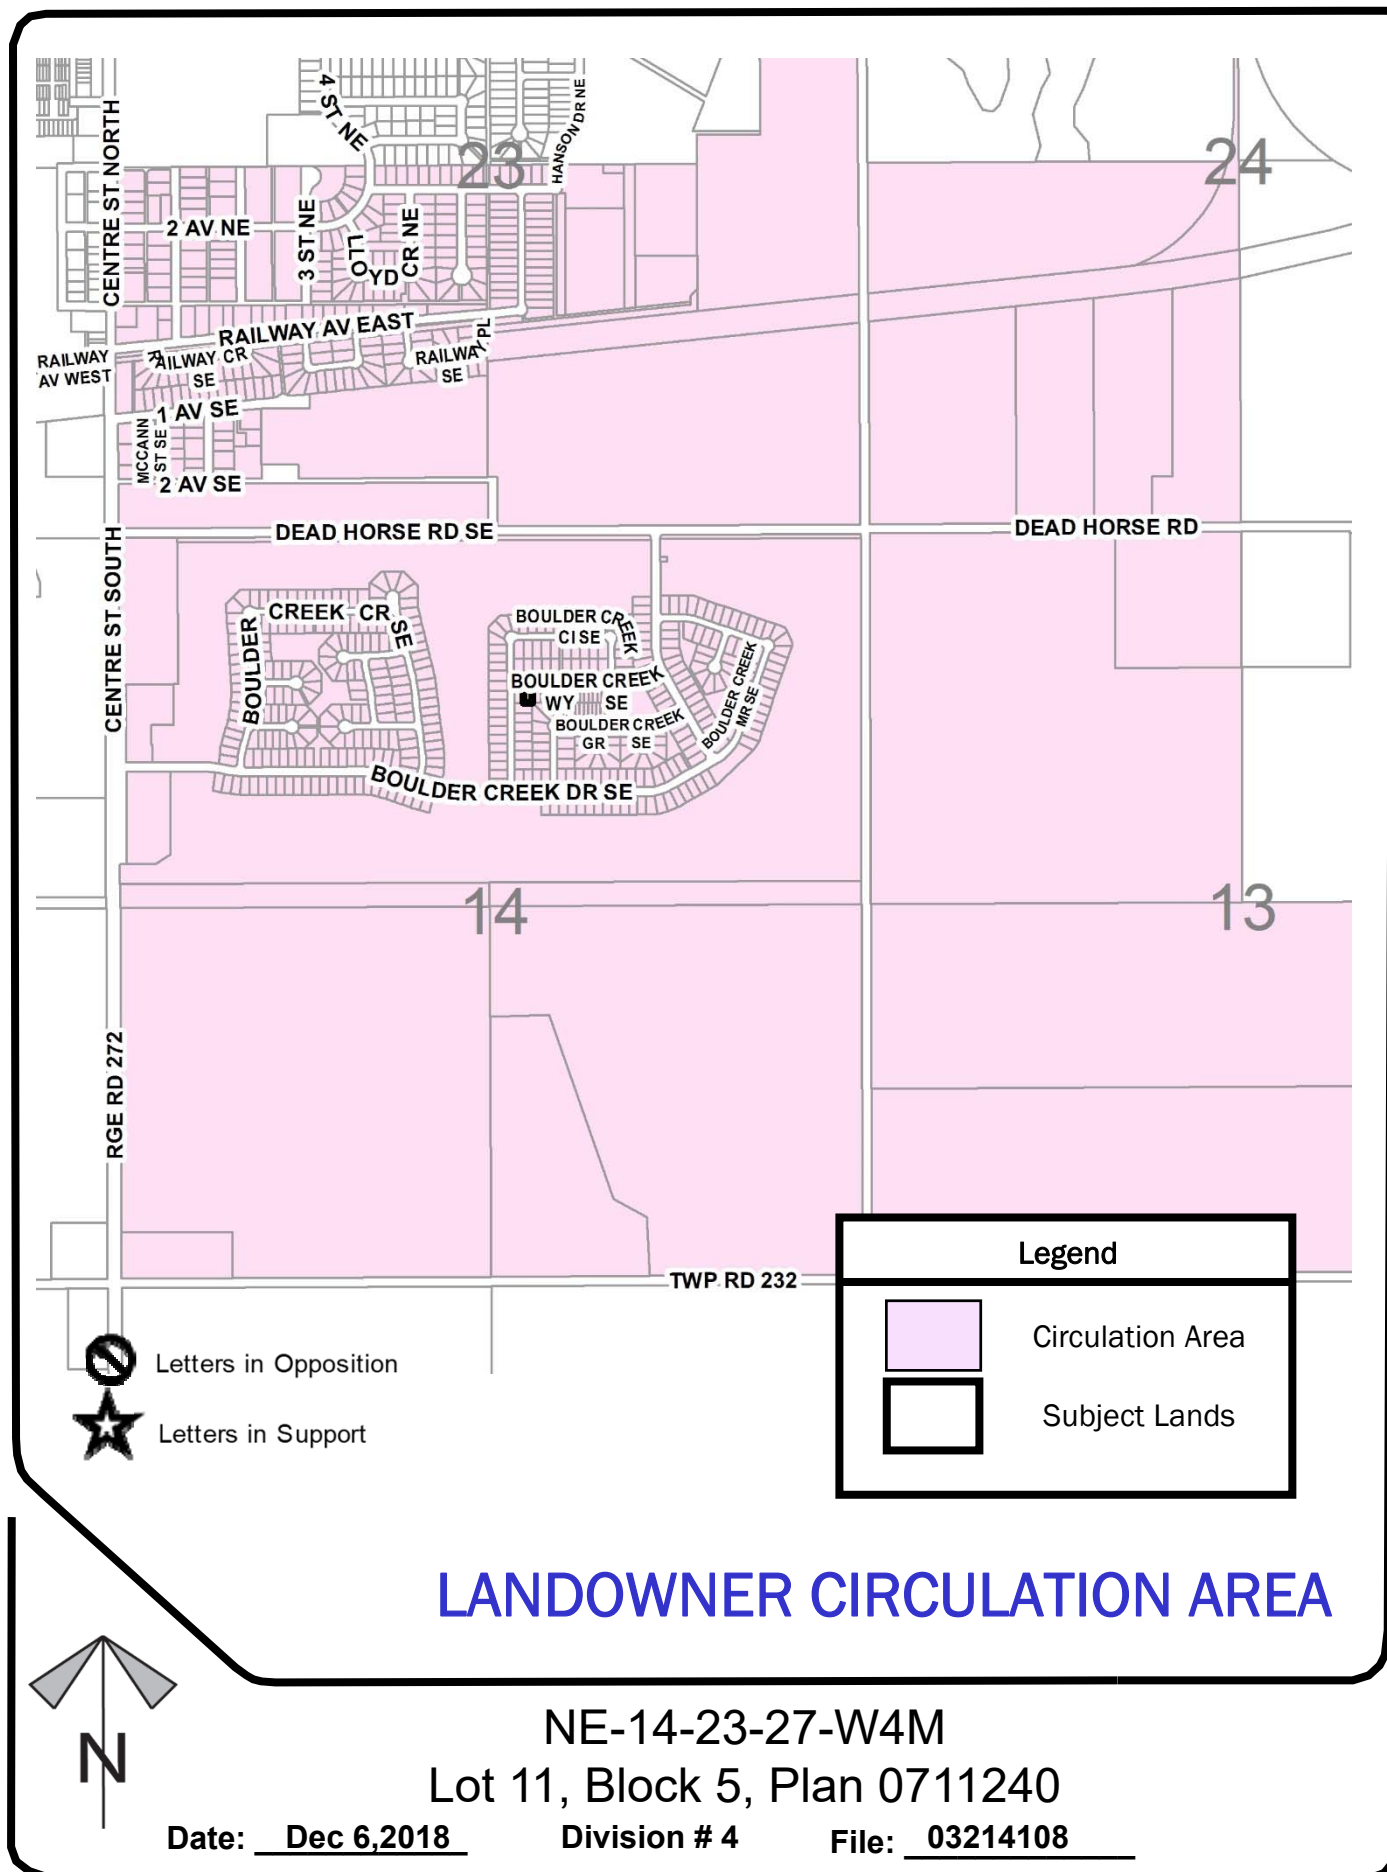 4 ST NE
HANSON DR NE
CENTRE ST NORTH
23
24
2 AV NE
3 ST NE
LLOYD CR NE
RAILWAY AV EAST
RAILWAY PL SE
RAILWAY AV WEST
RAILWAY CR SE
1 AV SE
MCCANN ST SE
2 AV SE
DEAD HORSE RD SE
DEAD HORSE RD
CENTRE ST SOUTH
BOULDER CREEK CR SE
BOULDER CREEK CI SE
BOULDER CREEK WY SE
BOULDER CREEK GR SE
BOULDER CREEK MR SE
BOULDER CREEK DR SE
14
13
RGE RD 272
TWP RD 232
Legend
Circulation Area
Subject Lands
Letters in Opposition
Letters in Support
LANDOWNER CIRCULATION AREA
N
NE-14-23-27-W4M
Lot 11, Block 5, Plan 0711240
Date: Dec 6,2018 Division # 4 File: 03214108